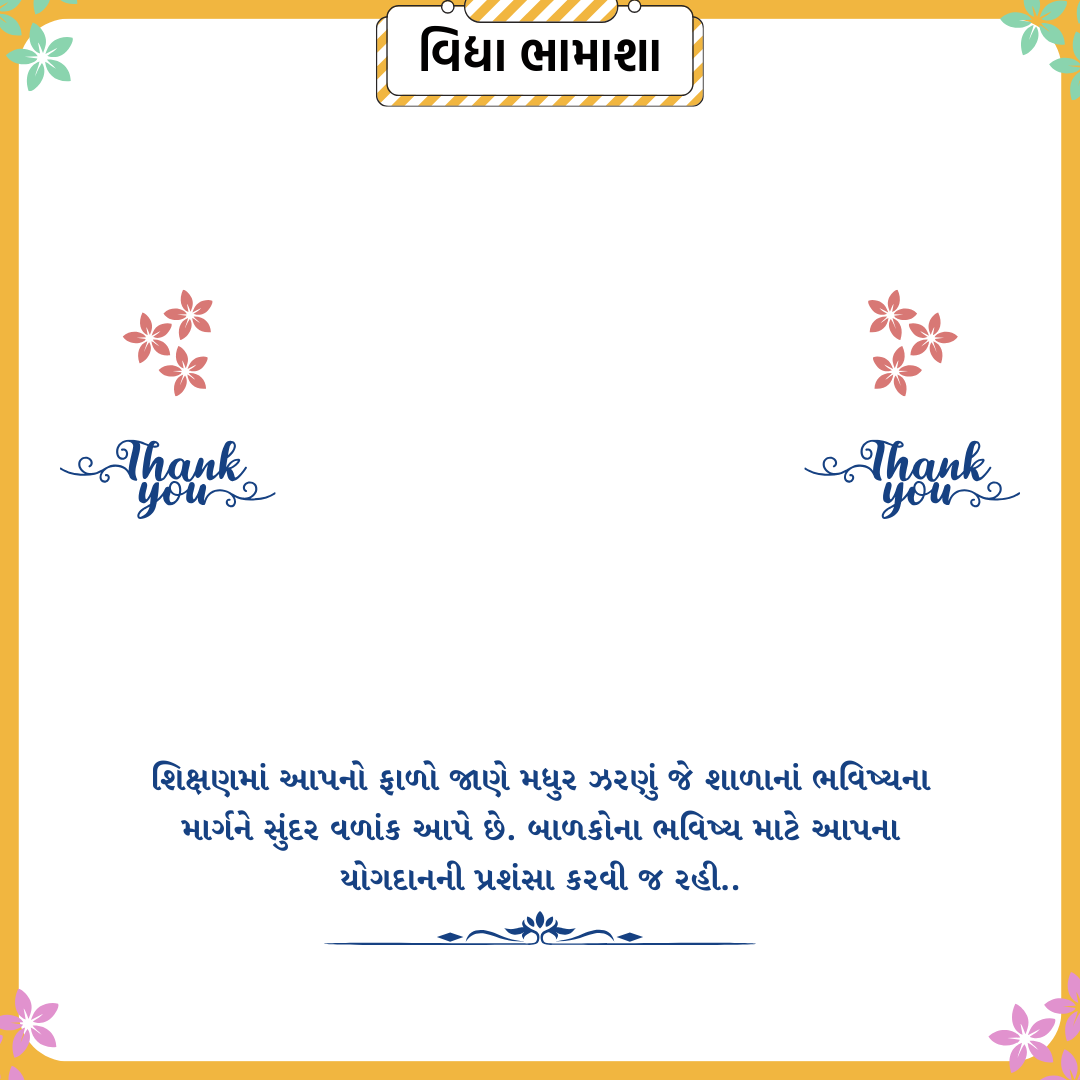 વિદ્યા ભામાશા
Thank
you
Thank
you
શિક્ષણમાં આપનો ફાળો જાણે મધુર ઝરણું જે શાળાનાં ભવિષ્યના
માર્ગને સુંદર વળાંક આપે છે. બાળકોના ભવિષ્ય માટે આપના
યોગદાનની પ્રશંસા કરવી જ રહી..